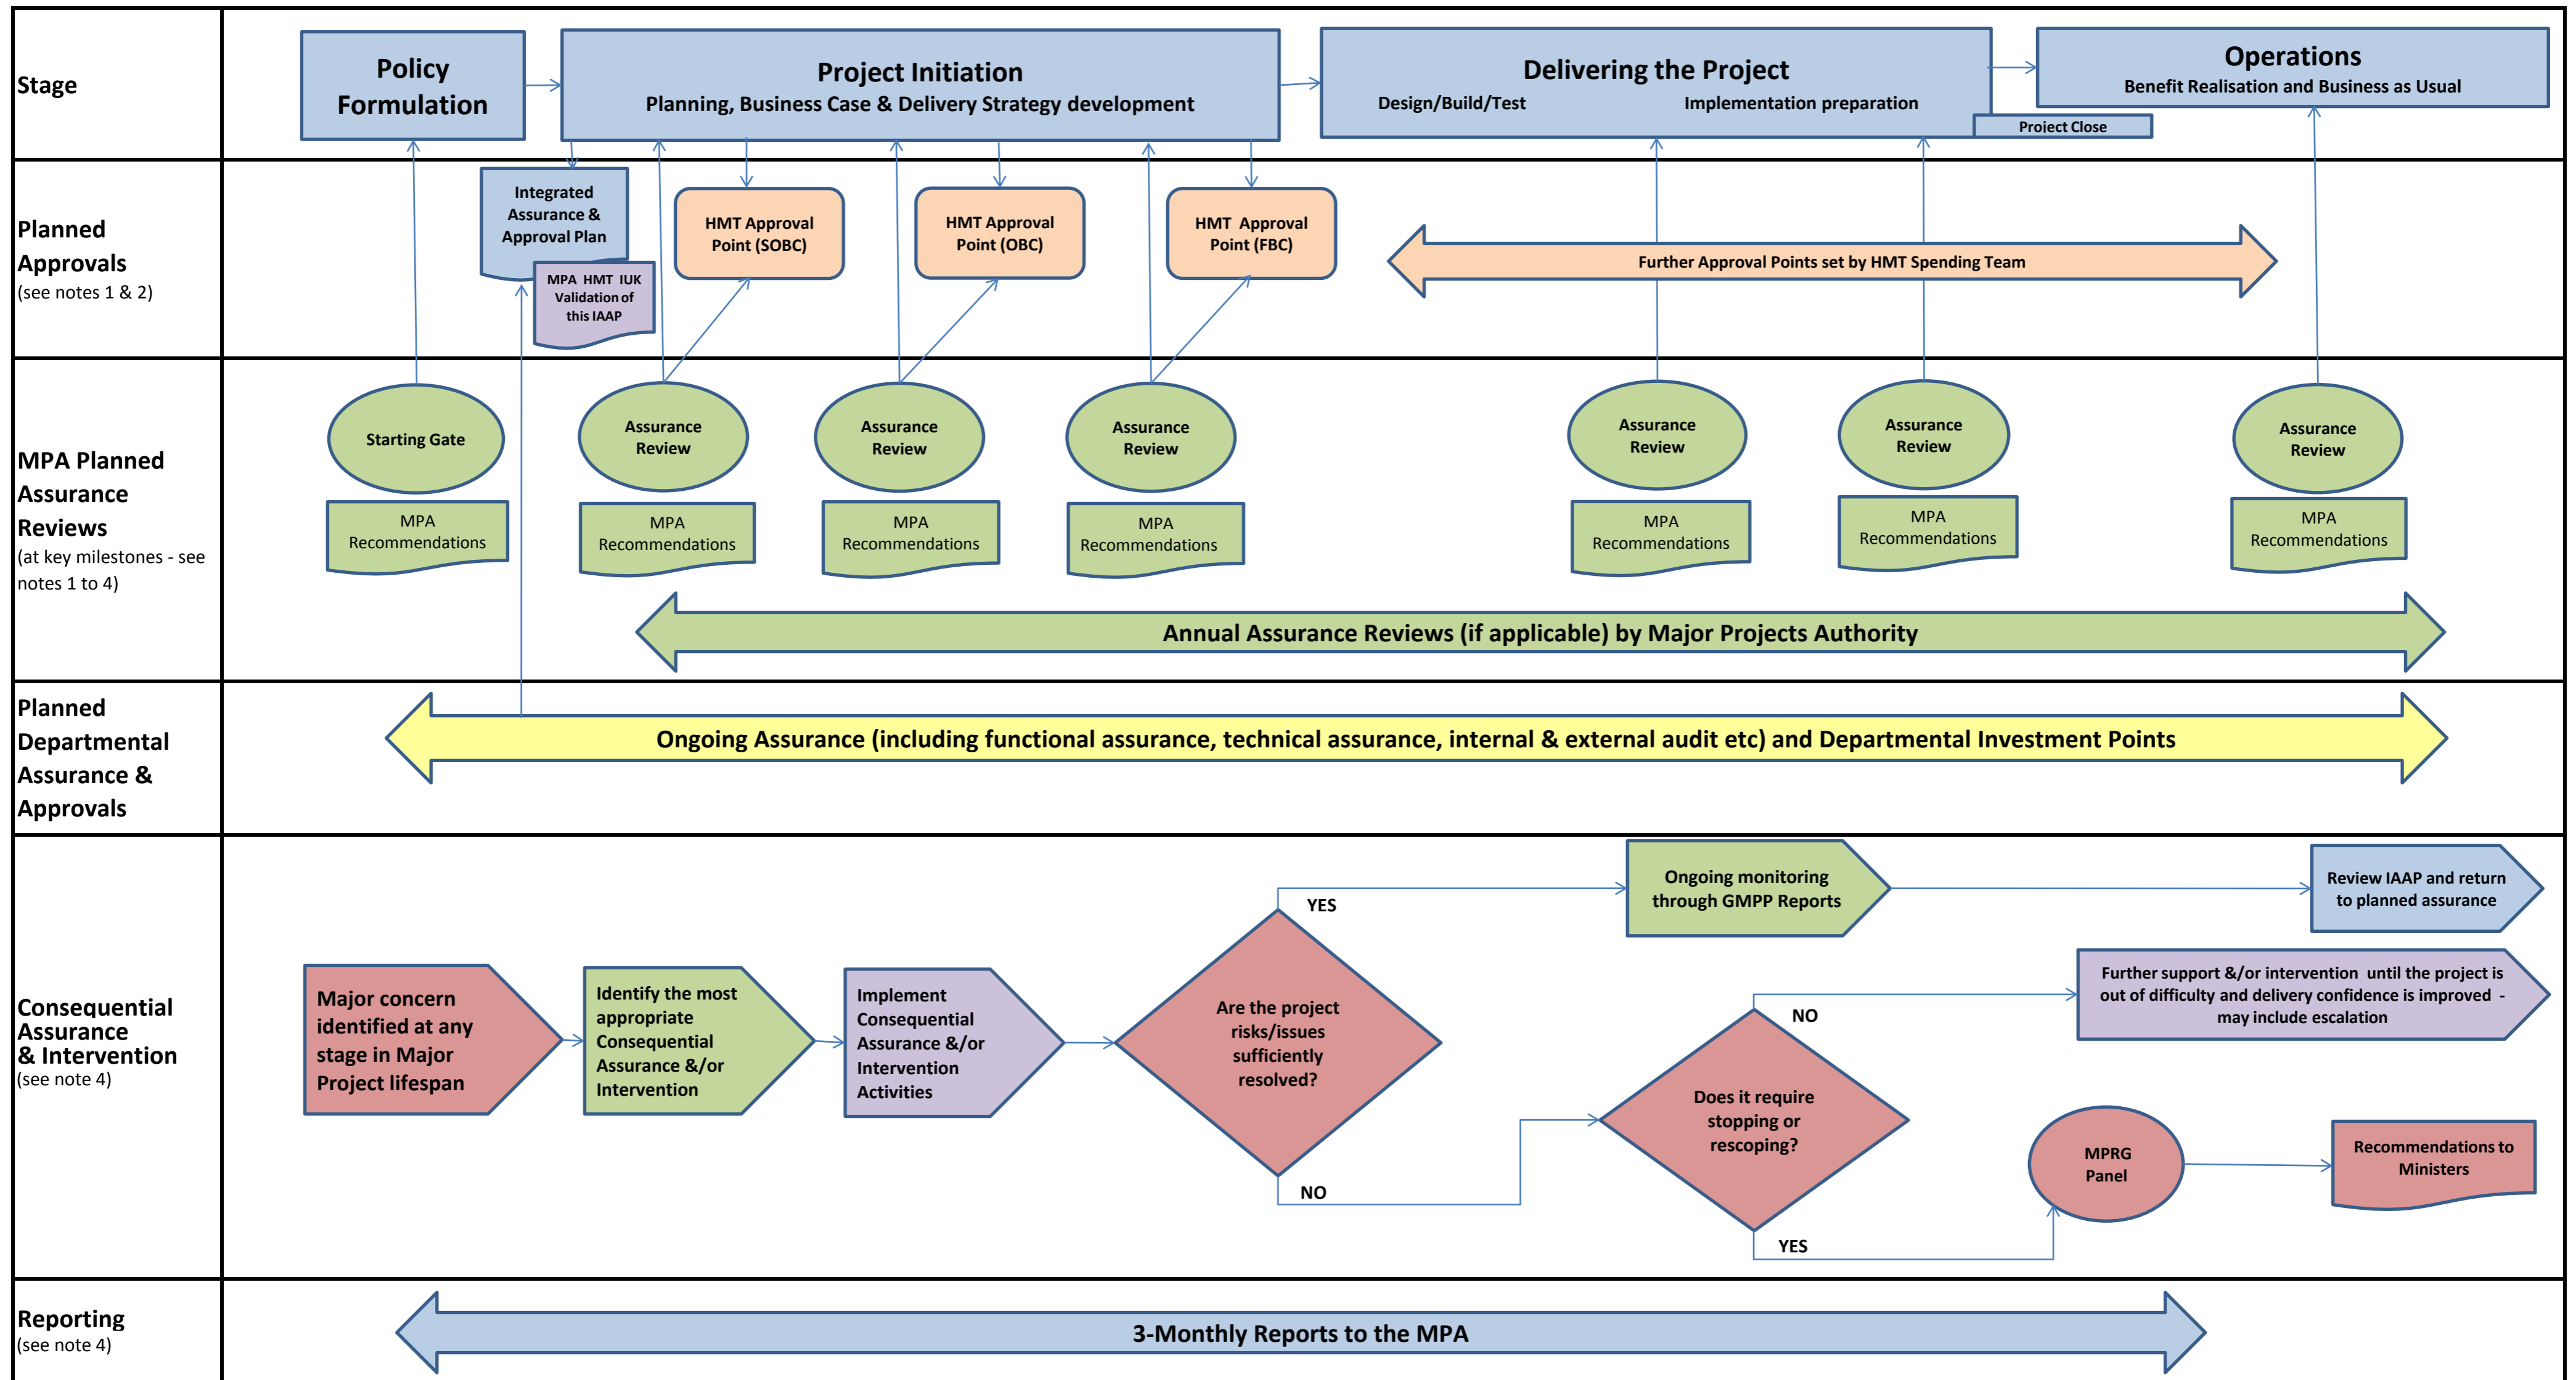 Stage
Policy
Formulation
Project Initiation
Planning, Business Case & Delivery Strategy development
Delivering the Project
Design/Build/Test
Implementation preparation
Project Close
Operations
Benefit Realisation and Business as Usual
Planned
Approvals
(see notes 1 & 2)
Integrated
Assurance &
Approval Plan
MPA HMT IUK
Validation of
this IAAP
HMT Approval
Point (SOBC)
HMT Approval
Point (OBC)
HMT Approval
Point (FBC)
Further Approval Points set by HMT Spending Team
MPA Planned
Assurance
Reviews
(at key milestones - see
notes 1 to 4)
Starting Gate
Assurance
Review
Assurance
Review
Assurance
Review
Assurance
Review
Assurance
Review
Assurance
Review
MPA
Recommendations
MPA
Recommendations
MPA
Recommendations
MPA
Recommendations
MPA
Recommendations
MPA
Recommendations
MPA
Recommendations
Annual Assurance Reviews (if applicable) by Major Projects Authority
Planned
Departmental
Assurance &
Approvals
Ongoing Assurance (including functional assurance, technical assurance, internal & external audit etc) and Departmental Investment Points
Consequential
Assurance
& Intervention
(see note 4)
Major concern
identified at any
stage in Major
Project lifespan
Identify the most
appropriate
Consequential
Assurance &/or
Intervention
Implement
Consequential
Assurance &/or
Intervention
Activities
Are the project
risks/issues
sufficiently
resolved?
YES
NO
Ongoing monitoring
through GMPP Reports
Review IAAP and return
to planned assurance
Does it require
stopping or
rescoping?
NO
YES
Further support &/or intervention until the project is
out of difficulty and delivery confidence is improved -
may include escalation
MPRG
Panel
Recommendations to
Ministers
Reporting
(see note 4)
3-Monthly Reports to the MPA